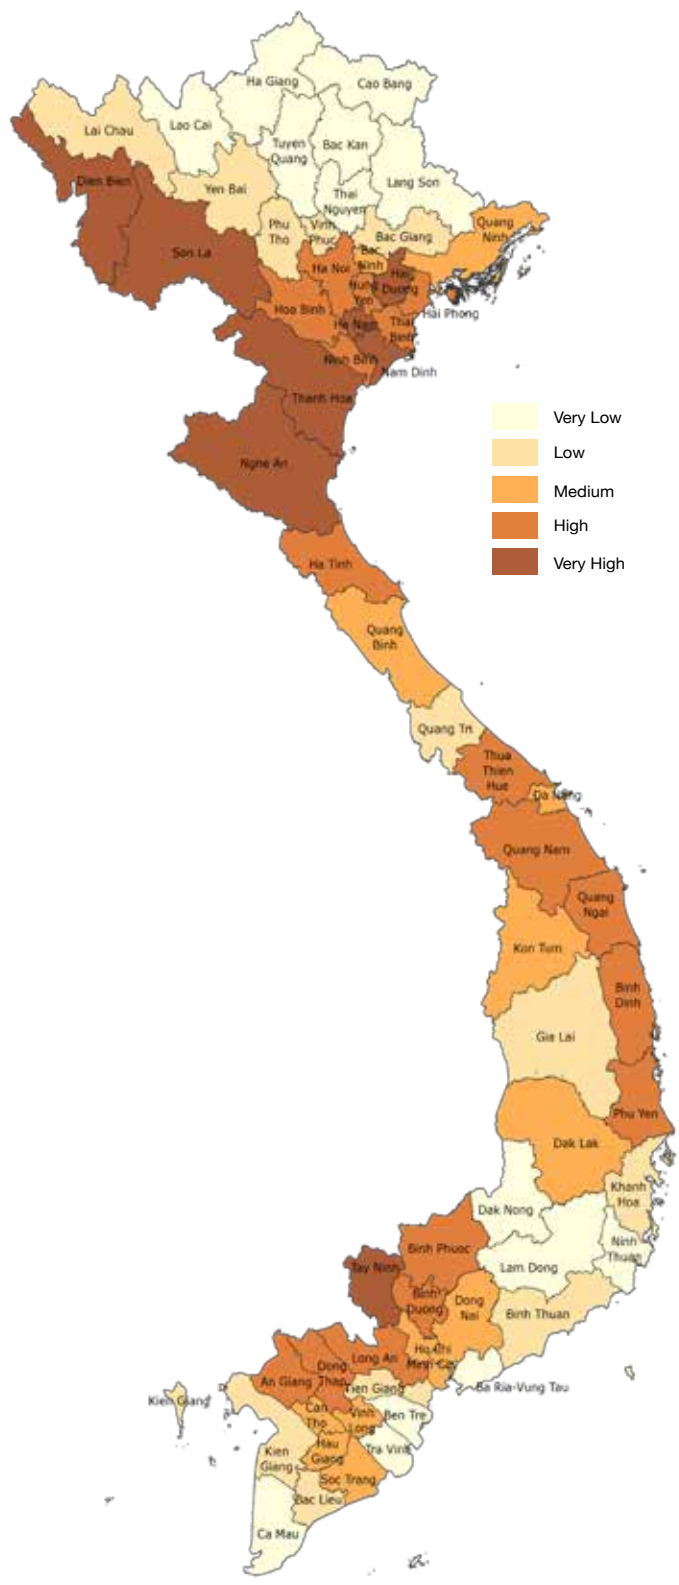 Ha Giang
Cao Bang
Lao Cai
Lai Chau
Tuyen
Quang
Bac Kan
Lang Son
Dien Bien
Yen Bai
Thai
Nguyen
Phu
Tho
Vinh
Phuc
Bac Giang
Quang
Ninh
Son La
Bac
Ninh
Ha Noi
Hai
Duong
Hung
Yen
Hoa Binh
Hai Phong
Ha Nam
Thai
Binh
Ninh Binh
Nam Dinh
Thanh Hoa
Nghe An
Very Low
Low
Medium
High
Very High
Ha Tinh
Quang
Binh
Quang Tri
Thua
Thien
Hue
Da Nang
Quang Nam
Quang
Ngai
Kon Tum
Binh
Dinh
Gia Lai
Phu Yen
Dak Lak
Khanh
Hoa
Dak Nong
Ninh
Thuan
Lam Dong
Binh Phuoc
Tay Ninh
Binh
Duong
Dong
Nai
Binh Thuan
Ho Chi
Minh City
Long An
Dong
Thap
An Giang
Tien Giang
Ba Ria-Vung Tau
Kien Giang
Can
Tho
Vinh
Long
Ben Tre
Hau
Giang
Tra Vinh
Kien
Giang
Soc Trang
Bac Lieu
Ca Mau